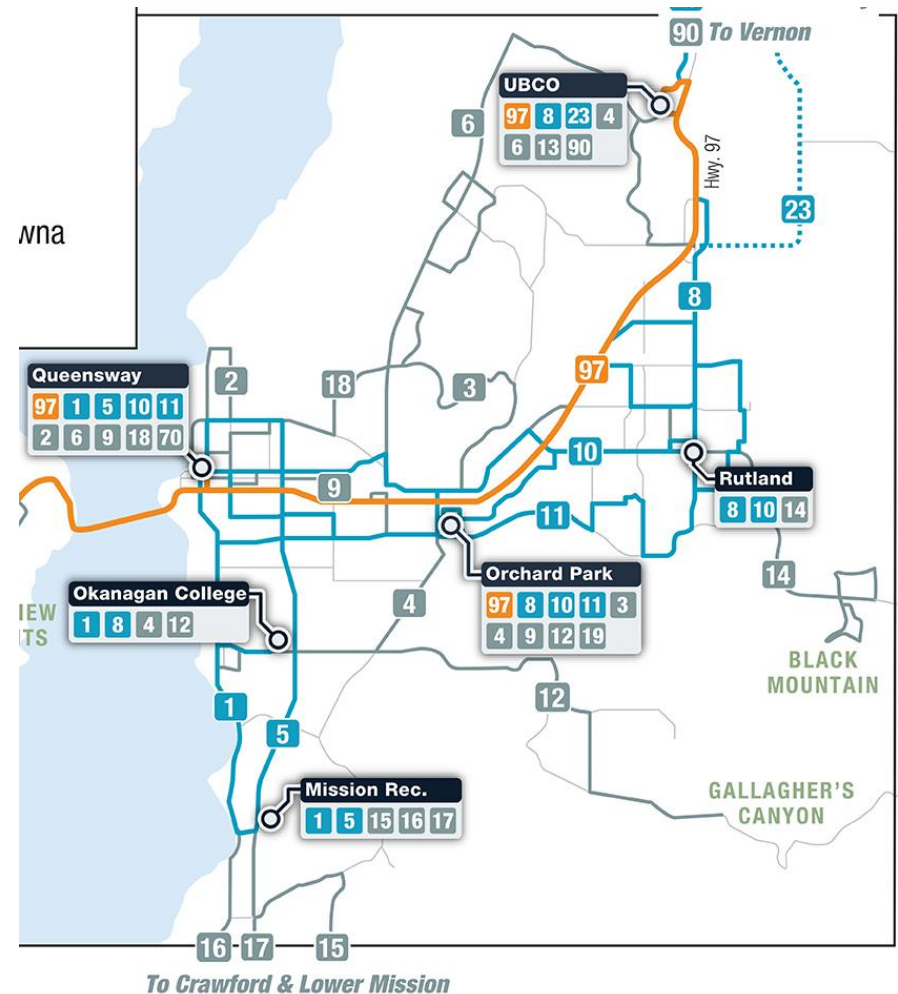 90 To Vernon
UBCO
97 8 23 4
6 13 90
6
Hwy. 97
23
wna
8
97
Queensway
97 1 5 10 11
2 6 9 18 70
2
18
3
10
9
Rutland
8 10 14
11
14
Orchard Park
97 8 10 11 3
4 9 12 19
Okanagan College
1 8 4 12
4
IEW
TS
BLACK
MOUNTAIN
12
1
5
Mission Rec.
1 5 15 16 17
GALLAGHER'S
CANYON
16 17 15
To Crawford & Lower Mission